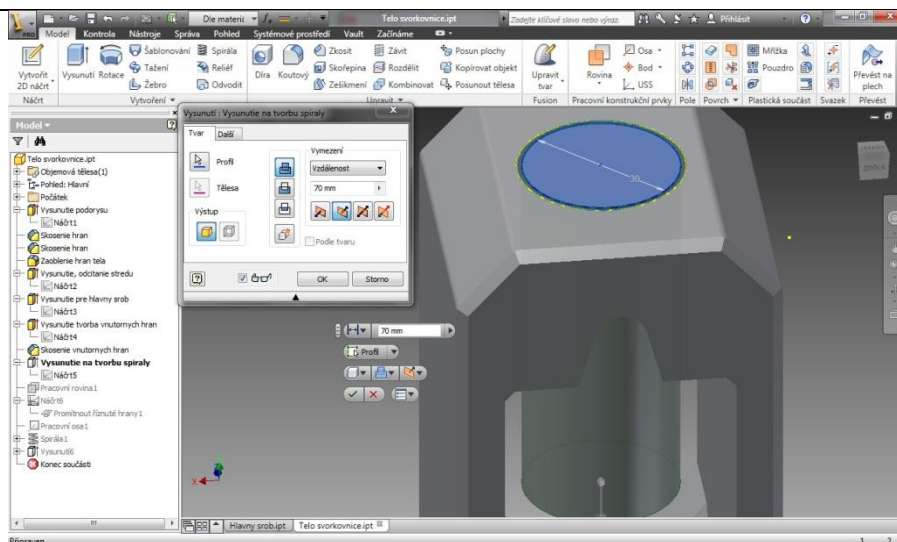 PRO
Dle materiá
Telo svorkovnice.ipt
Zadejte klíčové slovo nebo výraz.
Přihlásit
Model Kontrola Nástroje Správa Pohled Systémové prostředí Vault Začínáme
Vytvořit 2D náčrt
Vysunutí Rotace
Šablonování
Tažení
Žebro
Spirála
Reliéf
Odvodit
Díra Koutový
Zkosit
Skořepina
Zešikmení
Závit
Rozdělit
Kombinovat
Posun plochy
Kopírovat objekt
Posunout tělesa
Upravit tvar
Rovina
Osa
Bod
USS
Mřížka
Pouzdro
Převést na plech
Náčrt Vytvoření Upravit Fusion Pracovní konstrukční prvky Pole Povrch Plastická součást Svazek Převést
Model
Telo svorkovnice.ipt
Objemová tělesa(1)
Pohled: Hlavní
Počátek
Vysunutie podorysu
Náčrt1
Skosenie hran
Skosenie hran
Zaoblenie hran tela
Vysunutie, odcitanie stredu
Náčrt2
Vysunutie pre hlavny srob
Náčrt3
Vysunutie tvorba vnutornych hran
Náčrt4
Skosenie vnutornych hran
Vysunutie na tvorbu spiraly
Náčrt5
Pracovní rovina1
Náčrt6
Promítnout říznuté hrany1
Pracovní osa1
Spirála1
Vysunutí6
Konec součásti
Vysunutí : Vysunutie na tvorbu spiraly
Tvar Další
Profil
Tělesa
Výstup
Vymezení
Vzdálenost
70 mm
Podle tvaru
OK Storno
30
70 mm
Profil
X
Hlavny srob.ipt Telo svorkovnice.ipt
Připraven
1 2